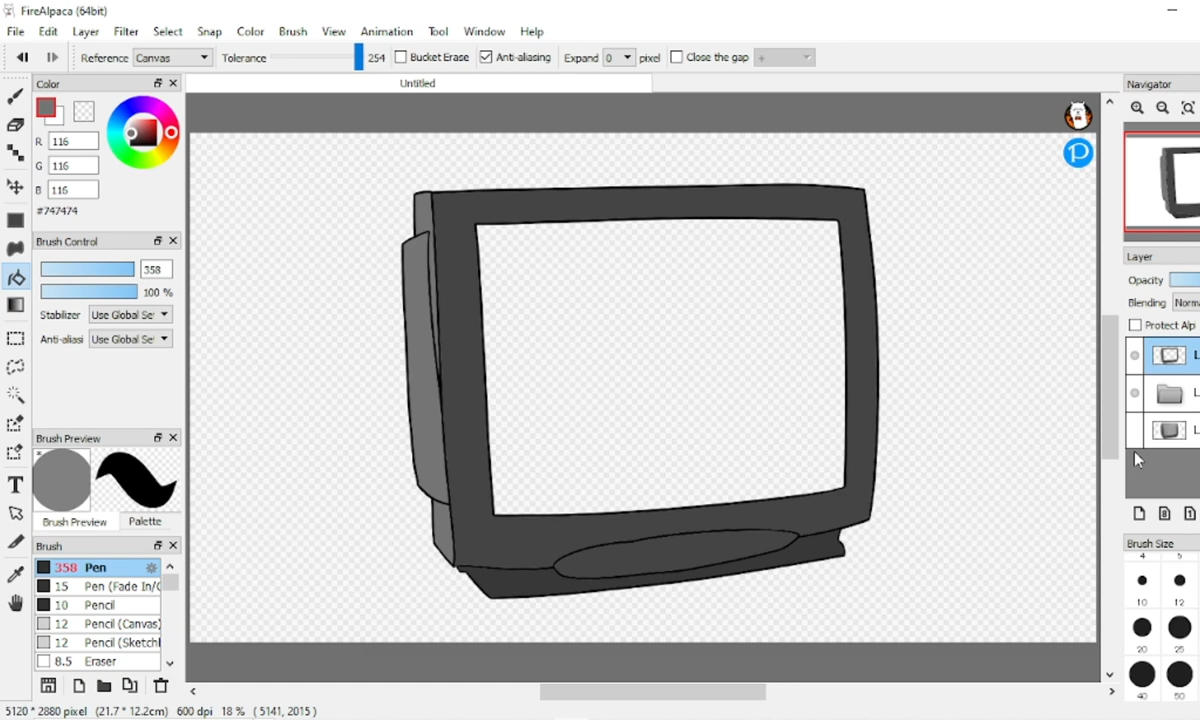 FireAlpaca (64bit)
File Edit Layer Filter Select Snap Color Brush View Animation Tool Window Help
Reference Canvas Tolerance 254 Bucket Erase Anti-aliasing Expand 0 pixel Close the gap +
Color
Untitled
Navigator
R 116
G 116
B 116
#747474
Brush Control
358
100 %
Stabilizer Use Global Se
Anti-aliasi Use Global Se
Brush Preview
Brush Preview Palette
Brush
358 Pen
15 Pen (Fade In/
10 Pencil
12 Pencil (Canvas)
12 Pencil (Sketch
8.5 Eraser
Layer
Opacity
Blending Norm
Protect Alp
L
L
L
Brush Size
4 5
10 12
20 25
40 50
5120 * 2880 pixel (21.7 * 12.2cm) 600 dpi 18 % ( 5141, 2015 )